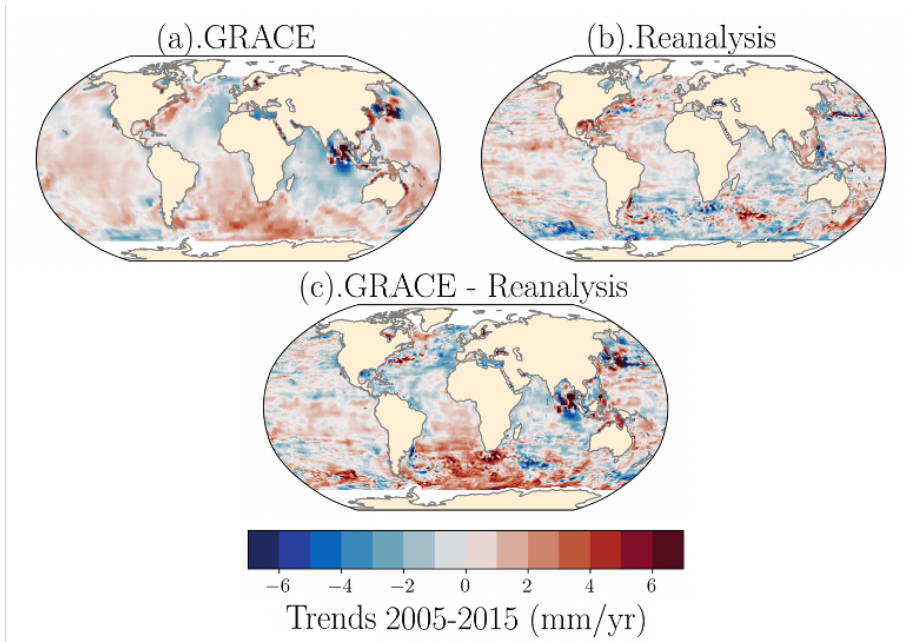 (a).GRACE
(b).Reanalysis
(c).GRACE - Reanalysis
−6 −4 −2 0 2 4 6
Trends 2005-2015 (mm/yr)